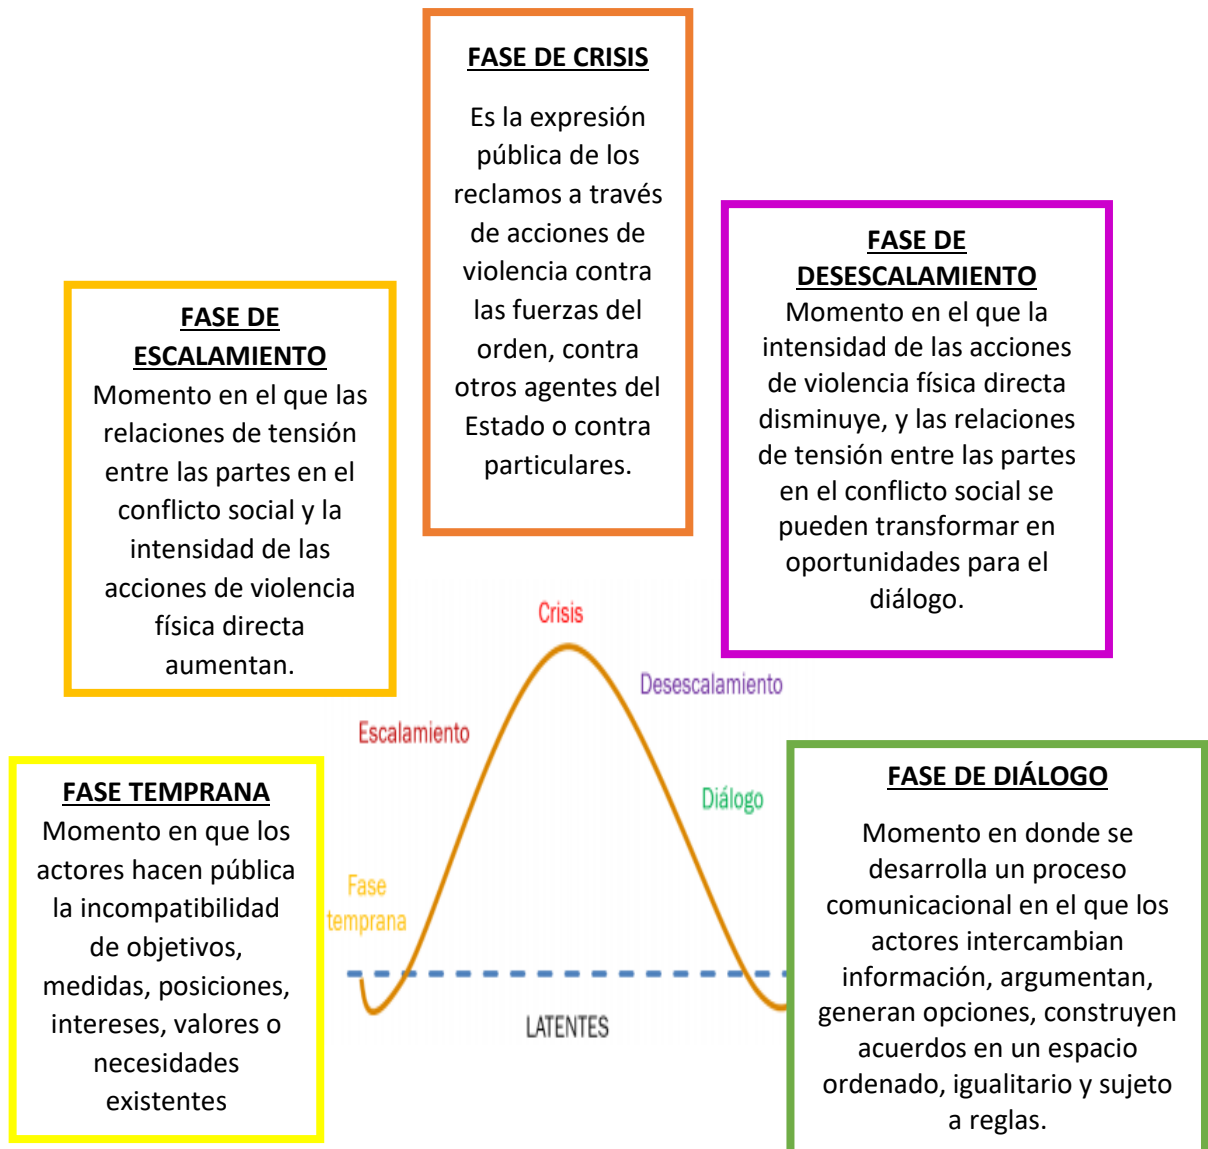 FASE DE CRISIS
Es la expresión
pública de los
reclamos a través
de acciones de
violencia contra
las fuerzas del
orden, contra
otros agentes del
Estado o contra
particulares.
FASE DE
DESESCALAMIENTO
Momento en el que la
intensidad de las acciones
de violencia física directa
disminuye, y las relaciones
de tensión entre las partes
en el conflicto social se
pueden transformar en
oportunidades para el
diálogo.
FASE DE
ESCALAMIENTO
Momento en el que las
relaciones de tensión
entre las partes en el
conflicto social y la
intensidad de las
acciones de violencia
física directa
aumentan.
Crisis
Desescalamiento
Escalamiento
Diálogo
Fase
temprana
LATENTES
FASE TEMPRANA
Momento en que los
actores hacen pública
la incompatibilidad
de objetivos,
medidas, posiciones,
intereses, valores o
necesidades
existentes
FASE DE DIÁLOGO
Momento en donde se
desarrolla un proceso
comunicacional en el que los
actores intercambian
información, argumentan,
generan opciones, construyen
acuerdos en un espacio
ordenado, igualitario y sujeto
a reglas.